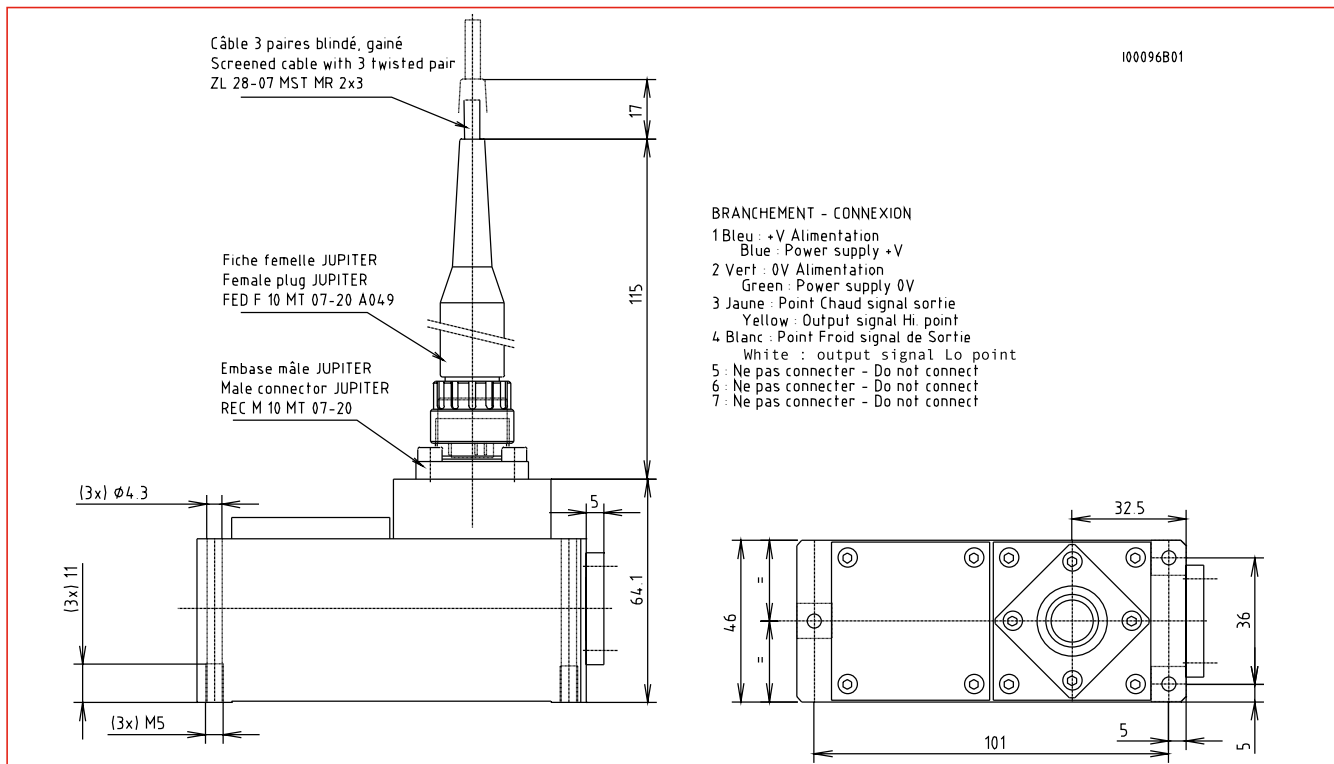 Câble 3 paires blindé, gainé
Screened cable with 3 twisted pair
ZL 28-07 MST MR 2x3
I00096B01
17
115
BRANCHEMENT - CONNEXION
1 Bleu : +V Alimentation
Blue : Power supply +V
2 Vert : 0V Alimentation
Green : Power supply 0V
3 Jaune : Point Chaud signal sortie
Yellow : Output signal Hi. point
4 Blanc : Point Froid signal de Sortie
White : output signal Lo point
5 : Ne pas connecter - Do not connect
6 : Ne pas connecter - Do not connect
7 : Ne pas connecter - Do not connect
Fiche femelle JUPITER
Female plug JUPITER
FED F 10 MT 07-20 A049
Embase mâle JUPITER
Male connector JUPITER
REC M 10 MT 07-20
(3x) Ø4.3
5
(3x) 11
64.1
(3x) M5
32.5
=
46
=
36
5
101
5